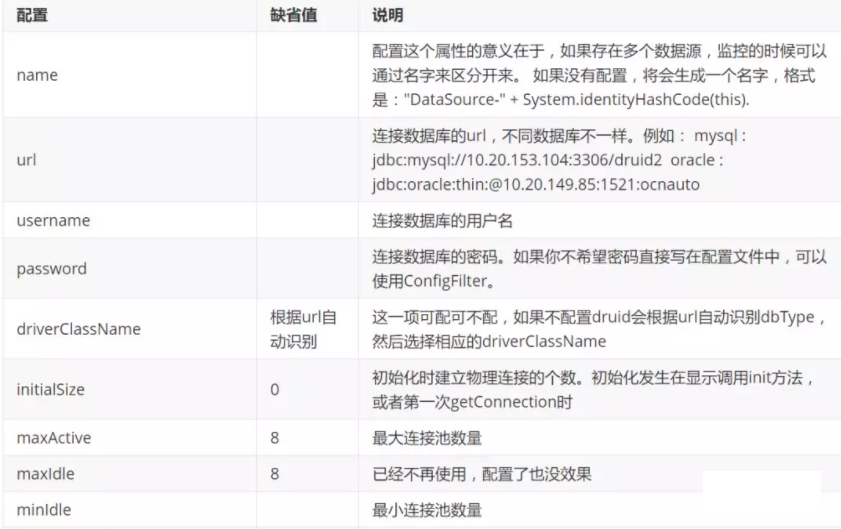 配置 缺省值 说明
配置这个属性的意义在于，如果存在多个数据源，监控的时候可以
name 通过名字来区分开来。 如果没有配置，将会生成一个名字，格式
是："DataSource-" + System.identityHashCode(this).
连接数据库的url，不同数据库不一样。例如： mysql :
url jdbc:mysql://10.20.153.104:3306/druid2 oracle :
jdbc:oracle:thin:@10.20.149.85:1521:ocnauto
username 连接数据库的用户名
password 连接数据库的密码。如果你不希望密码直接写在配置文件中，可以
使用ConfigFilter。
driverClassName 根据url自 这一项可配可不配，如果不配置druid会根据url自动识别dbType，
动识别 然后选择相应的driverClassName
initialSize 0 初始化时建立物理连接的个数。初始化发生在显示调用init方法，
或者第一次getConnection时
maxActive 8 最大连接池数量
maxIdle 8 已经不再使用，配置了也没效果
minIdle 最小连接池数量